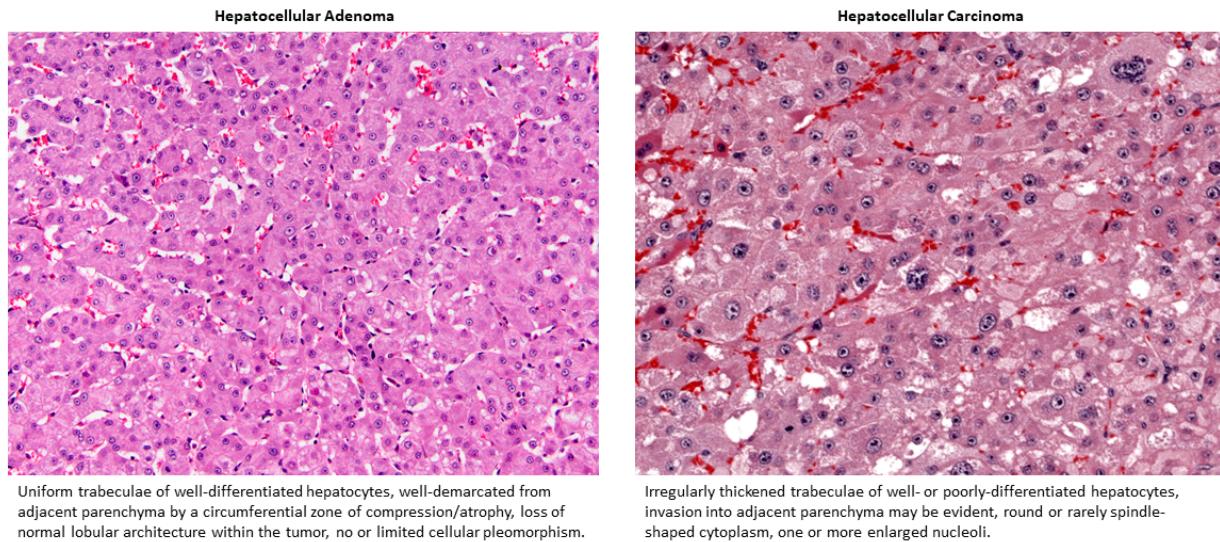 Hepatocellular Adenoma
Hepatocellular Carcinoma
Uniform trabeculae of well-differentiated hepatocytes, well-demarcated from
adjacent parenchyma by a circumferential zone of compression/atrophy, loss of
normal lobular architecture within the tumor, no or limited cellular pleomorphism.
Irregularly thickened trabeculae of well- or poorly-differentiated hepatocytes,
invasion into adjacent parenchyma may be evident, round or rarely spindle-
shaped cytoplasm, one or more enlarged nucleoli.